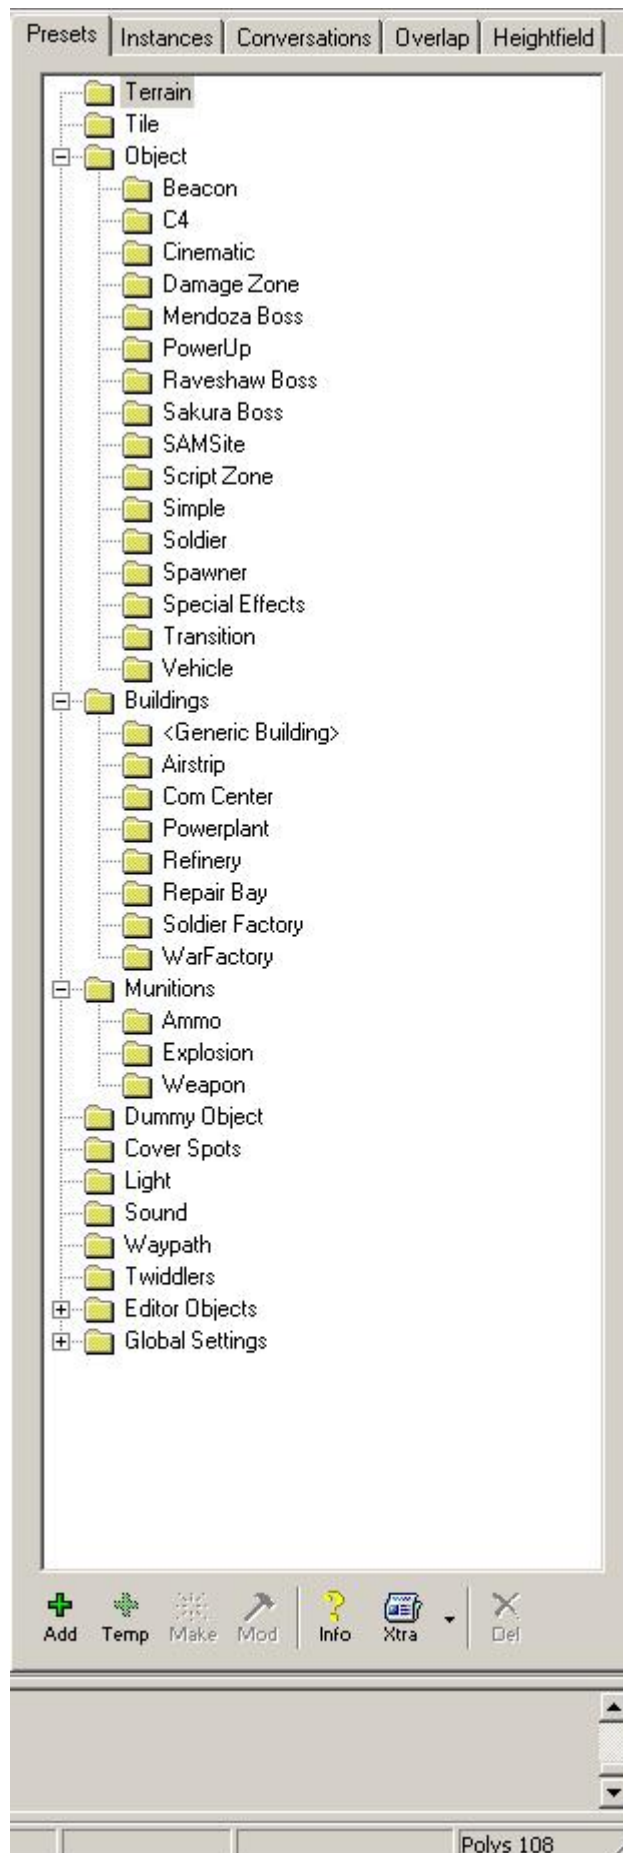 Presets Instances Conversations Overlap Heightfield
Terrain
Tile
Object
Beacon
C4
Cinematic
Damage Zone
Mendoza Boss
PowerUp
Raveshaw Boss
Sakura Boss
SAMSite
Script Zone
Simple
Soldier
Spawner
Special Effects
Transition
Vehicle
Buildings
<Generic Building>
Airstrip
Com Center
Powerplant
Refinery
Repair Bay
Soldier Factory
WarFactory
Munitions
Ammo
Explosion
Weapon
Dummy Object
Cover Spots
Light
Sound
Waypath
Twiddlers
Editor Objects
Global Settings
Add Temp Make Mod Info Xtra Del
Polys 108